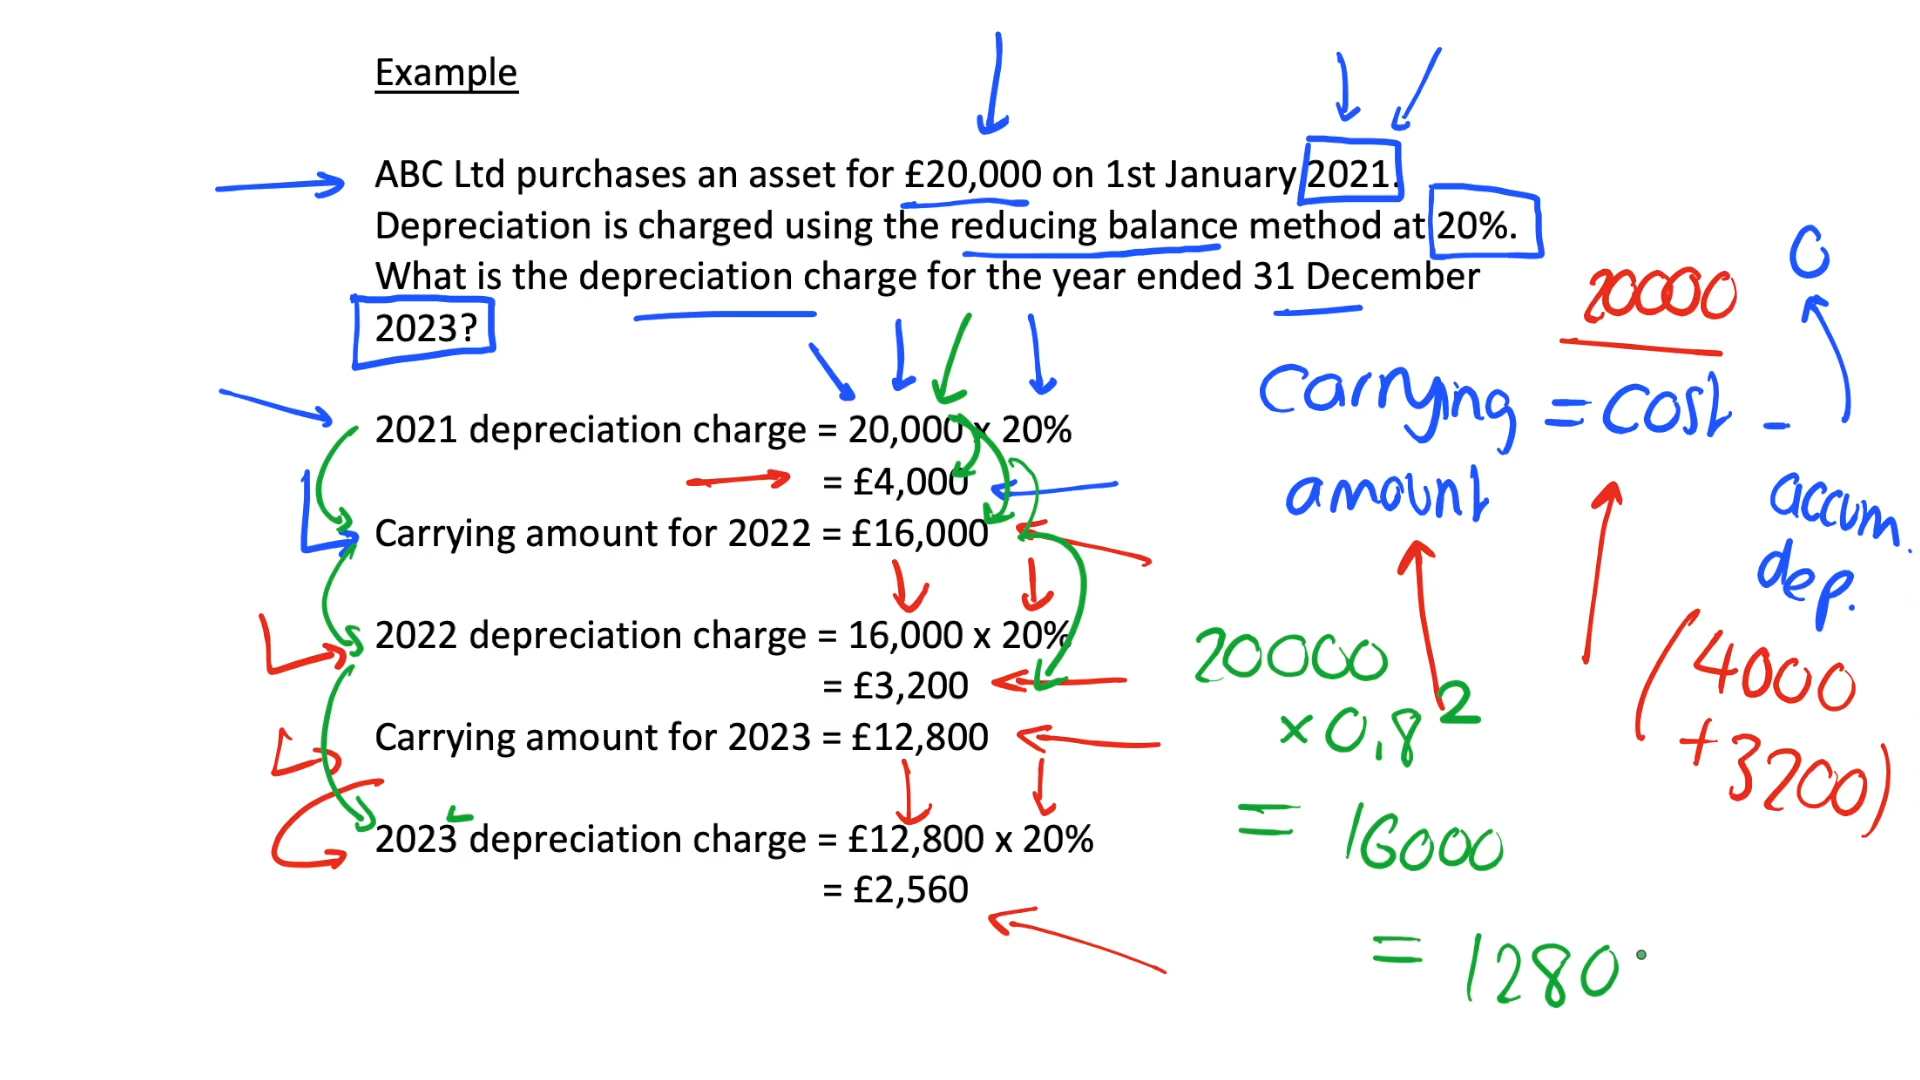 Example
ABC Ltd purchases an asset for £20,000 on 1st January 2021.
Depreciation is charged using the reducing balance method at 20%.
What is the depreciation charge for the year ended 31 December
2023?
2021 depreciation charge = 20,000 x 20%
= £4,000
Carrying amount for 2022 = £16,000
2022 depreciation charge = 16,000 x 20%
= £3,200
Carrying amount for 2023 = £12,800
2023 depreciation charge = £12,800 x 20%
= £2,560
20000
0
carrying = cost -
amount
accum.
dep.
(4000
+3200)
20000
×0.8²
= 16000
= 1280